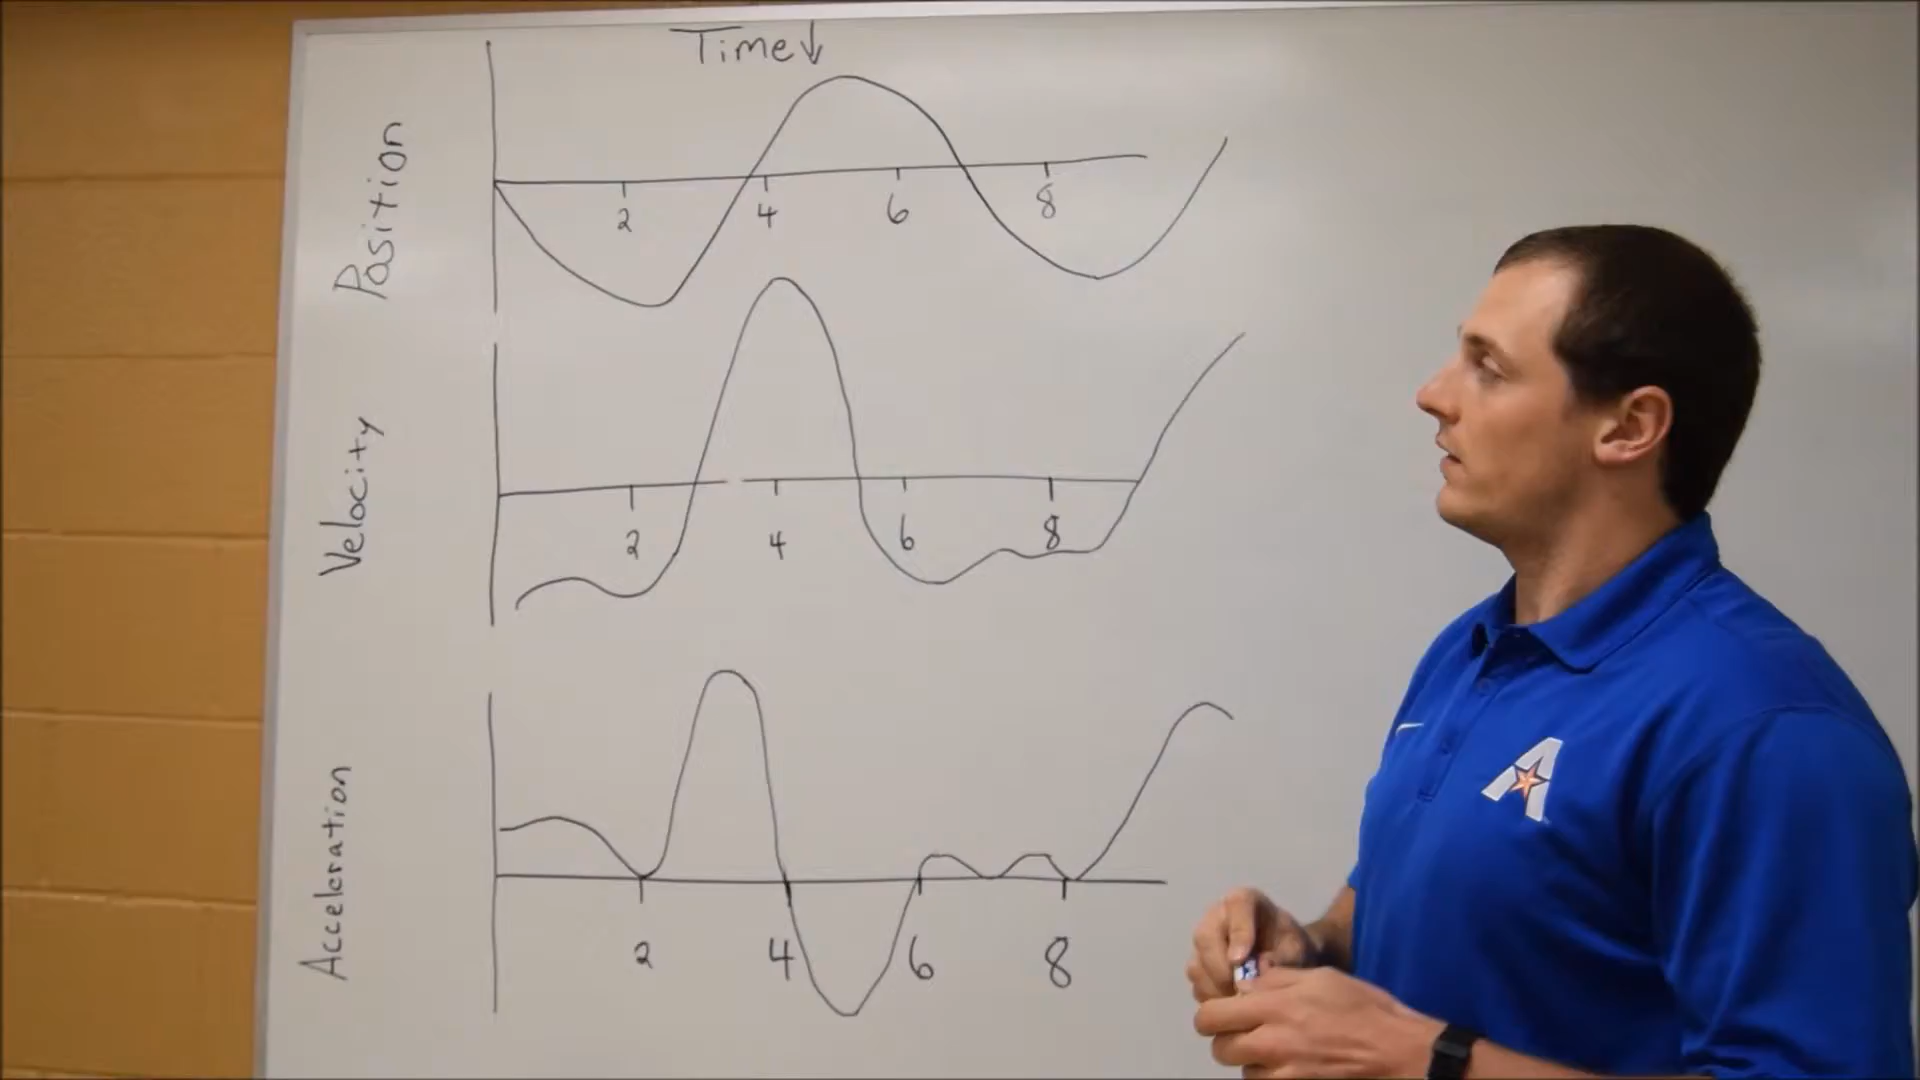 Time↓
Position
2 4 6 8
Velocity
2 4 6 8
Acceleration
2 4 6 8
A